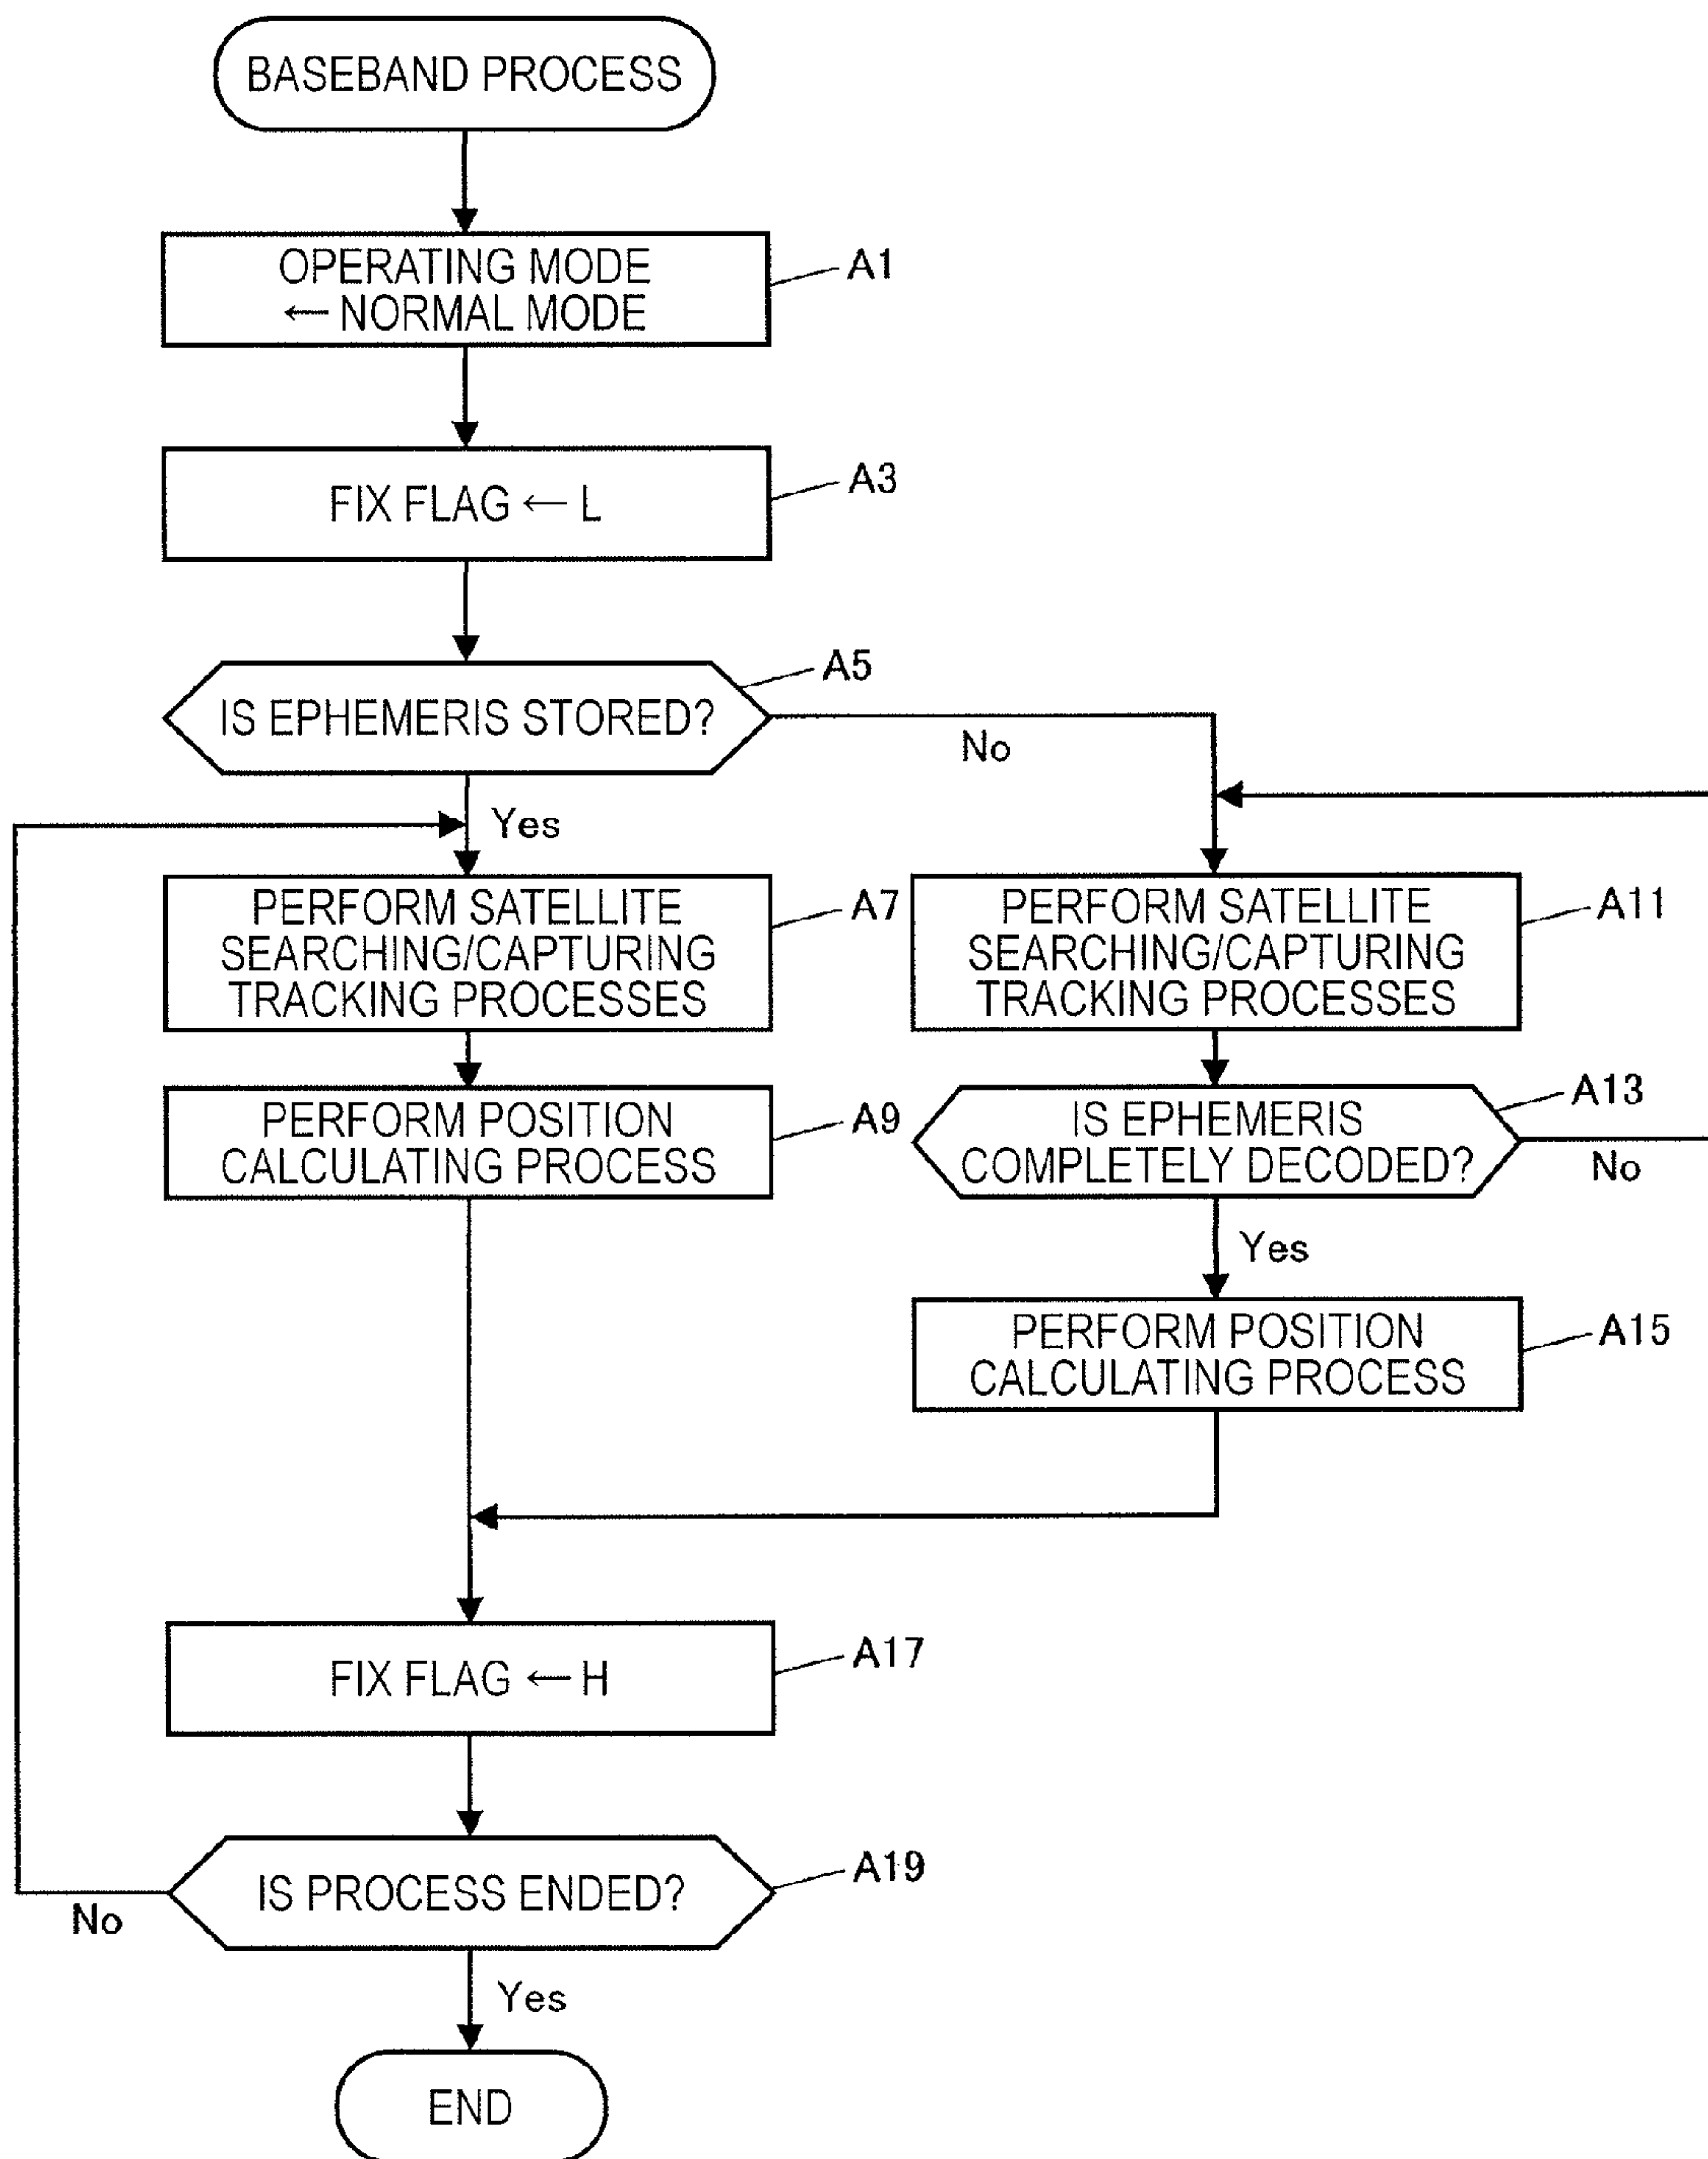 BASEBAND PROCESS
OPERATING MODE
← NORMAL MODE
A1
FIX FLAG ← L
A3
IS EPHEMERIS STORED?
A5
No
Yes
PERFORM SATELLITE
SEARCHING/CAPTURING
TRACKING PROCESSES
A7
PERFORM SATELLITE
SEARCHING/CAPTURING
TRACKING PROCESSES
A11
PERFORM POSITION
CALCULATING PROCESS
A9
IS EPHEMERIS
COMPLETELY DECODED?
A13
No
Yes
PERFORM POSITION
CALCULATING PROCESS
A15
FIX FLAG ← H
A17
IS PROCESS ENDED?
A19
No
Yes
END